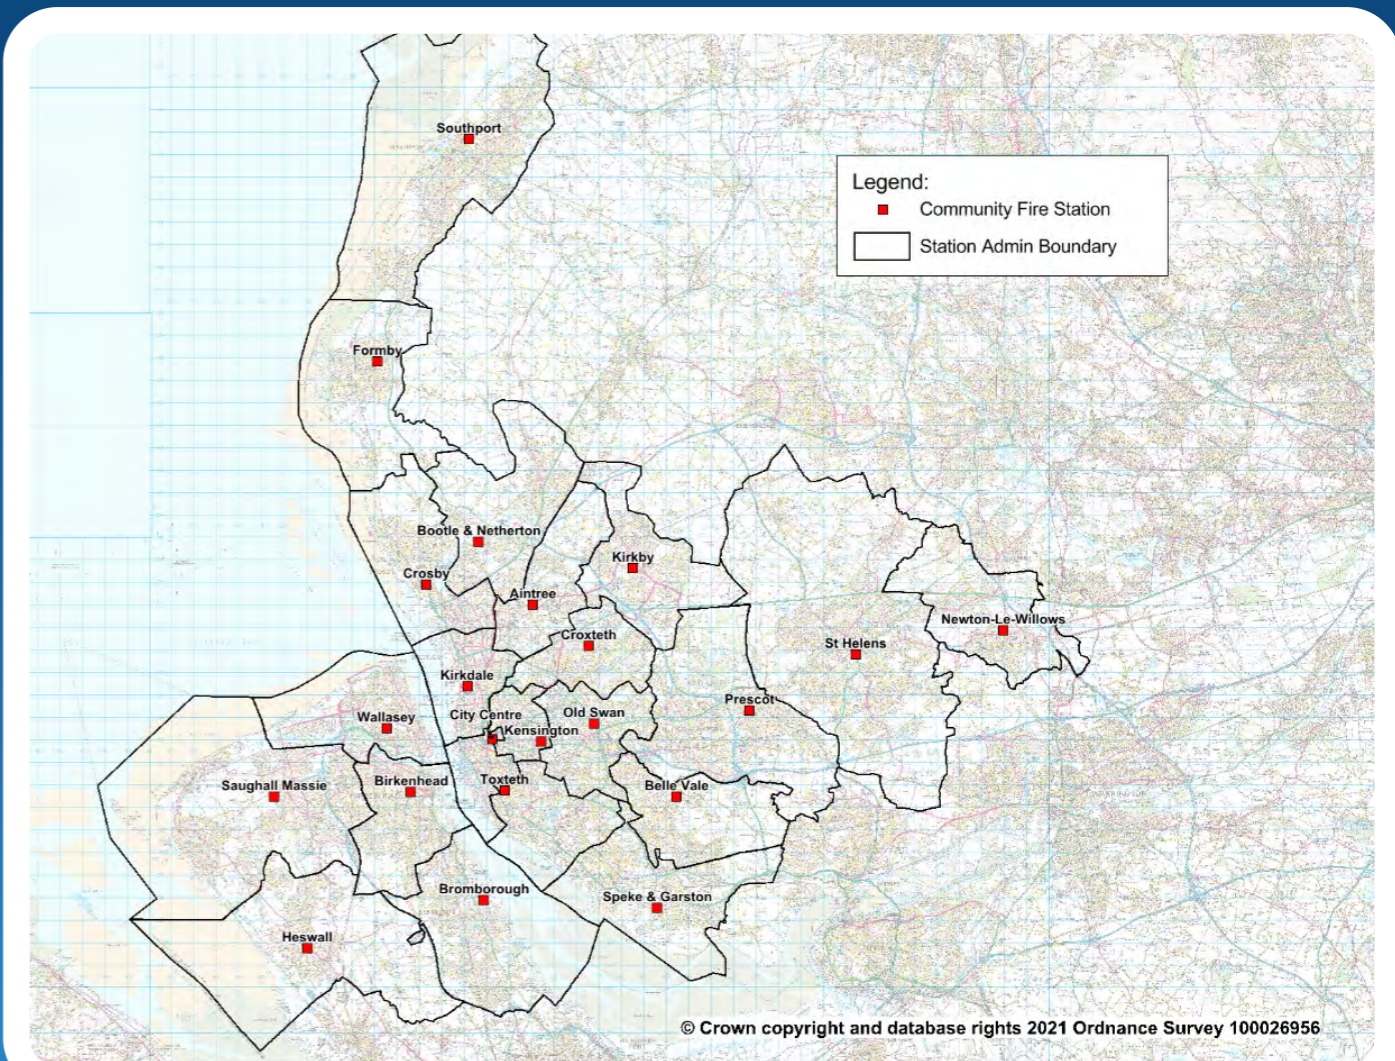 Southport
Legend:
Community Fire Station
Station Admin Boundary
Formby
Bootle & Netherton
Kirkby
Crosby
Aintree
Newton-Le-Willows
Croxteth
St Helens
Kirkdale
Prescot
City Centre
Old Swan
Wallasey
Kensington
Toxteth
Birkenhead
Saughall Massie
Belle Vale
Bromborough
Speke & Garston
Heswall
© Crown copyright and database rights 2021 Ordnance Survey 100026956